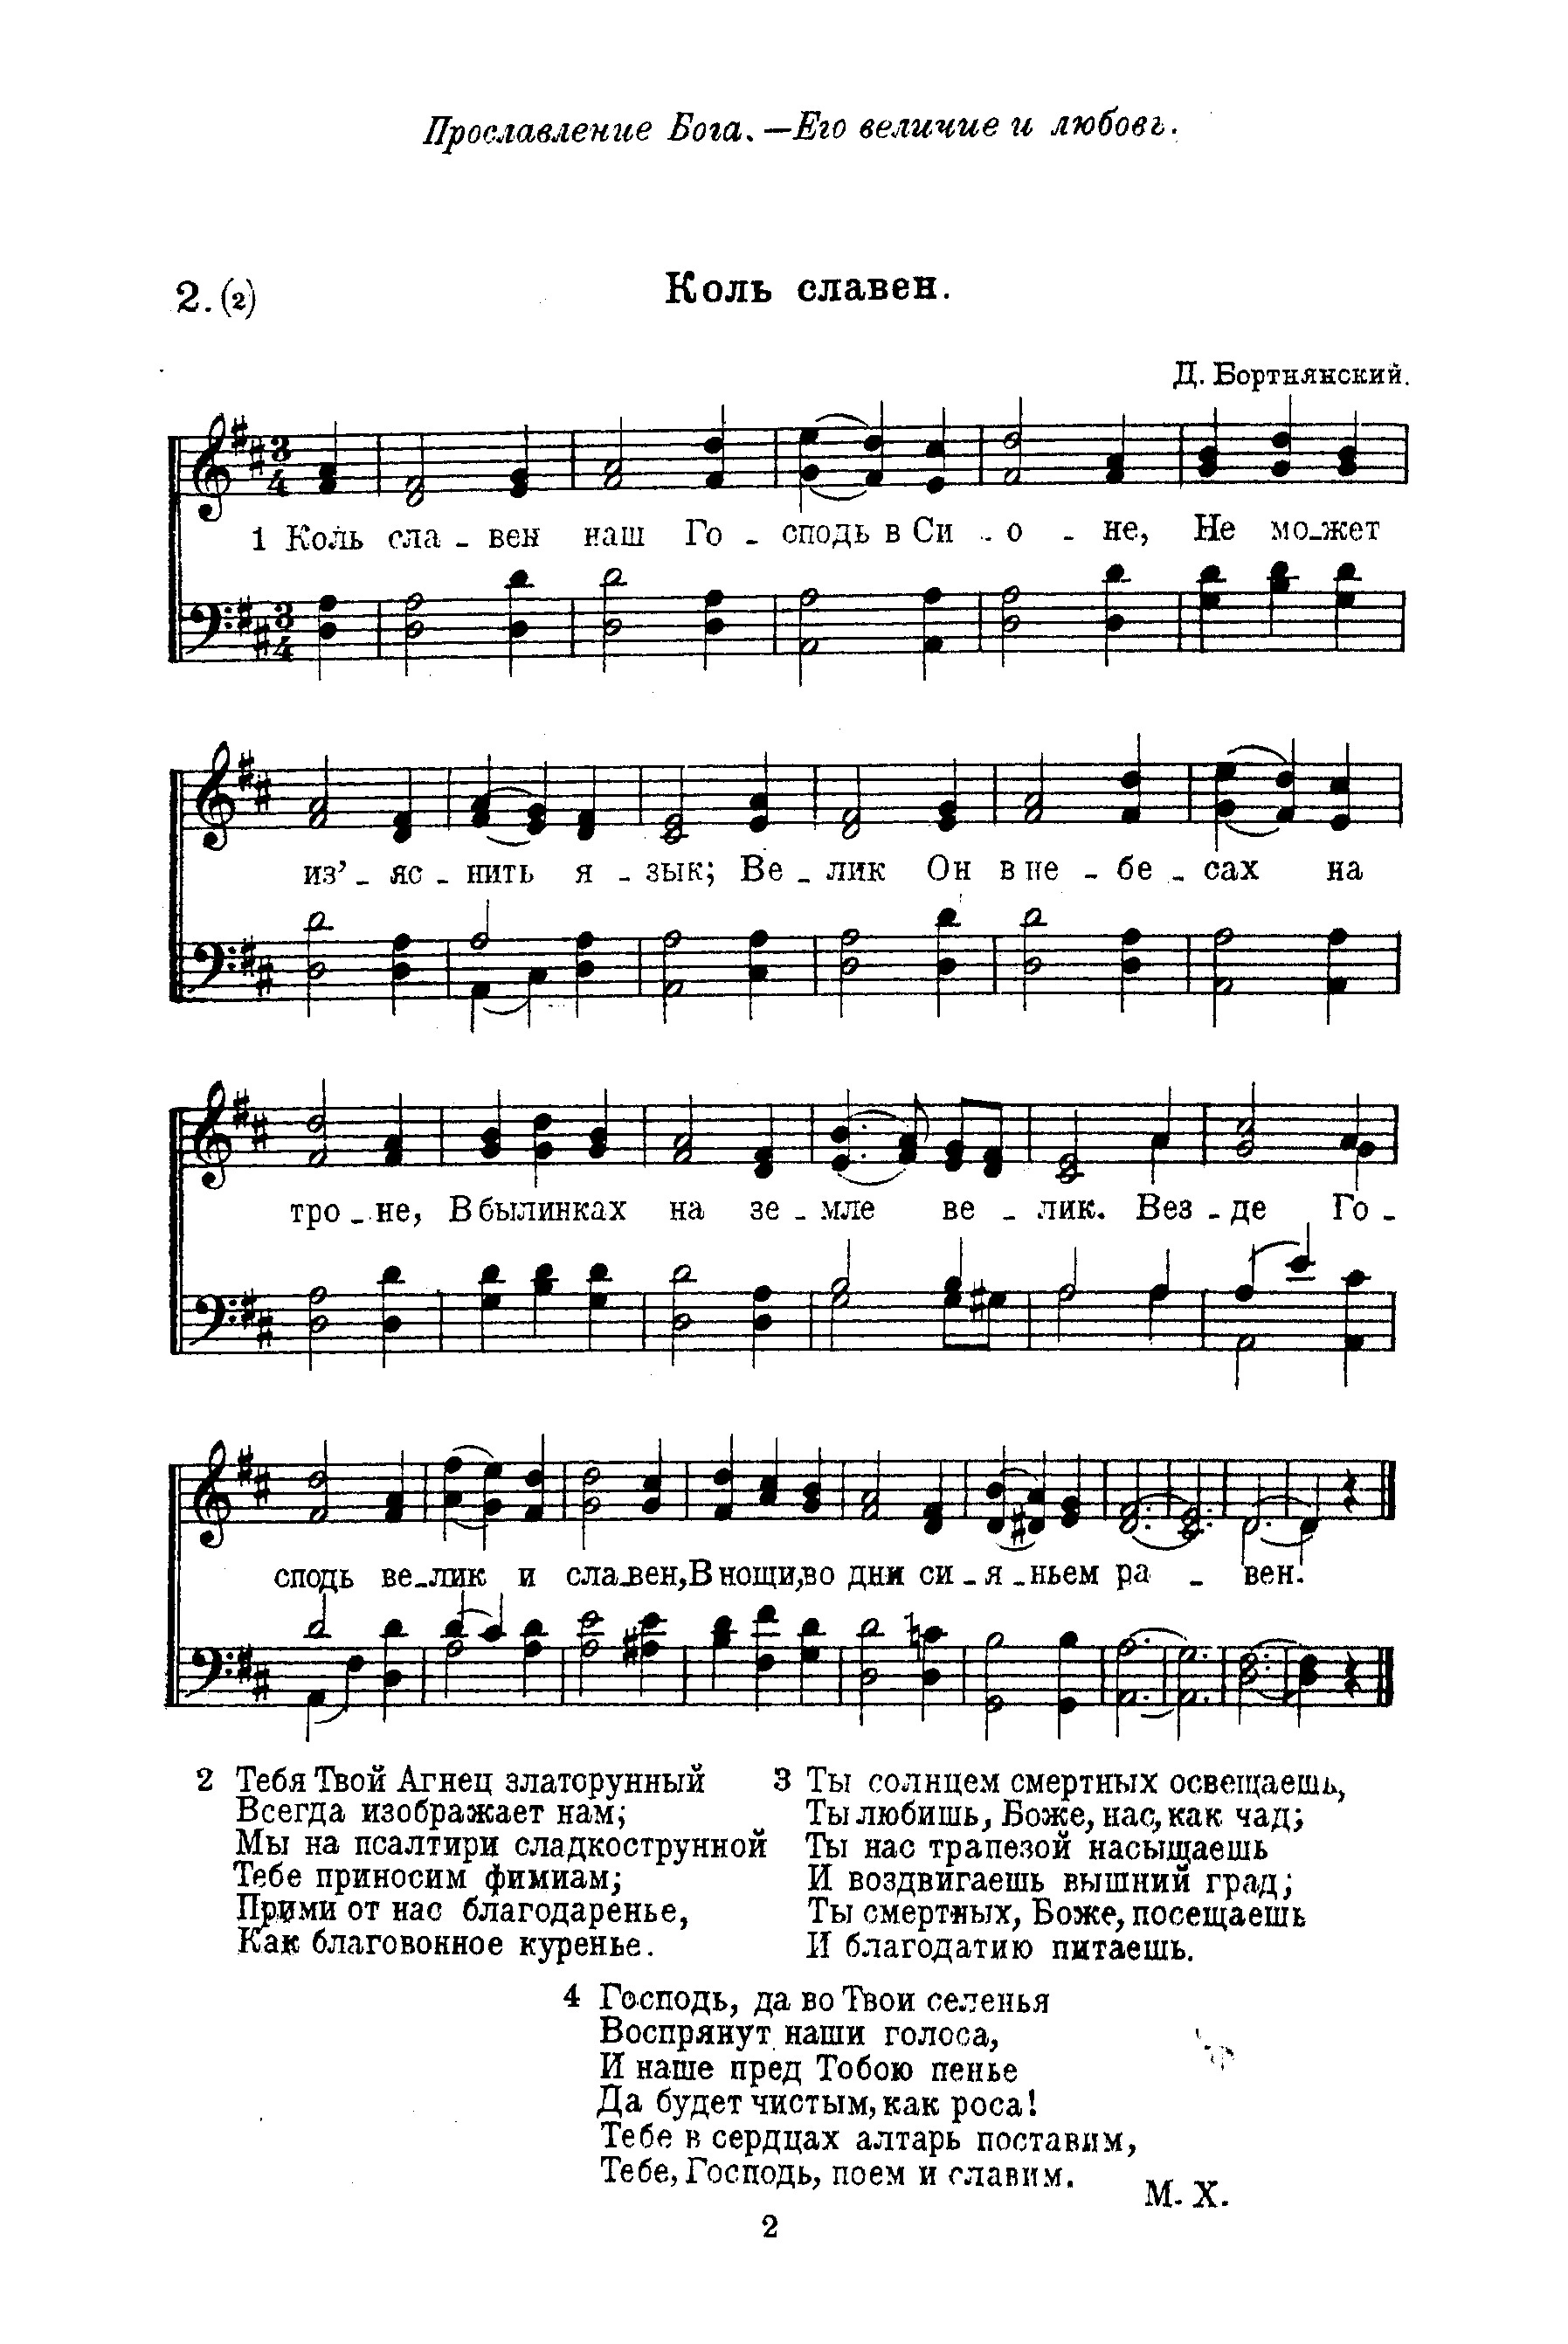 Прославление Бога.—Его величие и любовь.
2.(2)
Коль славен.
Д. Бортнянский.
1 Коль сла - вен наш Го - сподь в Си - о - не, Не мо-жет
из'- яс - нить я - зык; Ве - лик Он в не - бе - сах на
тро - не, В былинках на зе - мле ве - лик. Вез - де Го -
сподь ве-лик и сла-вен, В нощи, во дни си - я - ньем ра - вен.
2 Тебя Твой Агнец златорунный
Всегда изображает нам;
Мы на псалтири сладкострунной
Тебе приносим фимиам;
Прими от нас благодаренье,
Как благовонное куренье.
3 Ты солнцем смертных освещаешь,
Ты любишь, Боже, нас, как чад;
Ты нас трапезой насыщаешь
И воздвигаешь вышний град;
Ты смертных, Боже, посещаешь
И благодатию питаешь.
4 Господь, да во Твои селенья
Воспрянут наши голоса,
И наше пред Тобою пенье
Да будет чистым, как роса!
Тебе в сердцах алтарь поставим,
Тебе, Господь, поем и славим.
М. Х.
2